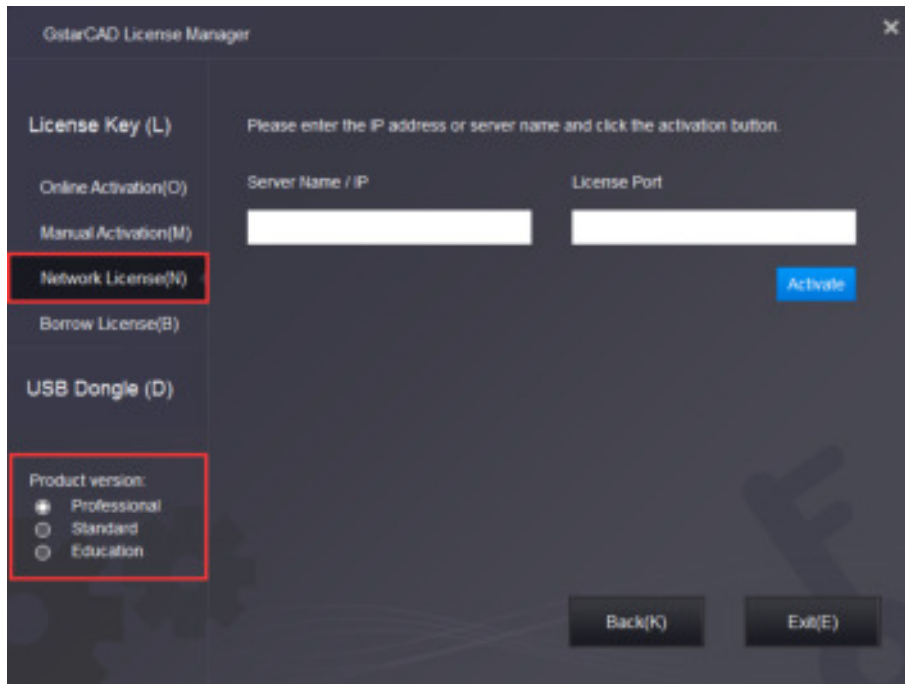 GstarCAD License Manager
License Key (L)
Online Activation(O)
Manual Activation(M)
Network License(N)
Borrow License(B)
USB Dongle (D)
Product version:
Professional
Standard
Education
Please enter the IP address or server name and click the activation button.
Server Name / IP
License Port
Activate
Back(K)
Exit(E)